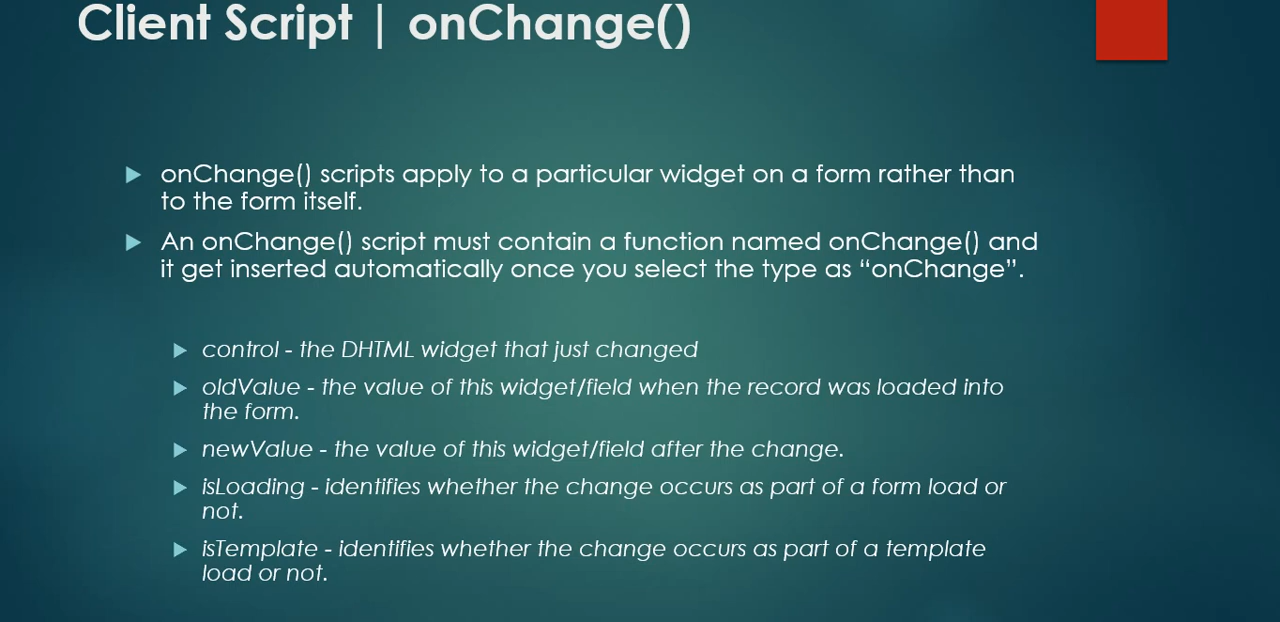 Client Script | onChange()
onChange() scripts apply to a particular widget on a form rather than
to the form itself.
An onChange() script must contain a function named onChange() and
it get inserted automatically once you select the type as “onChange”.
control - the DHTML widget that just changed
oldValue - the value of this widget/field when the record was loaded into
the form.
newValue - the value of this widget/field after the change.
isLoading - identifies whether the change occurs as part of a form load or
not.
isTemplate - identifies whether the change occurs as part of a template
load or not.